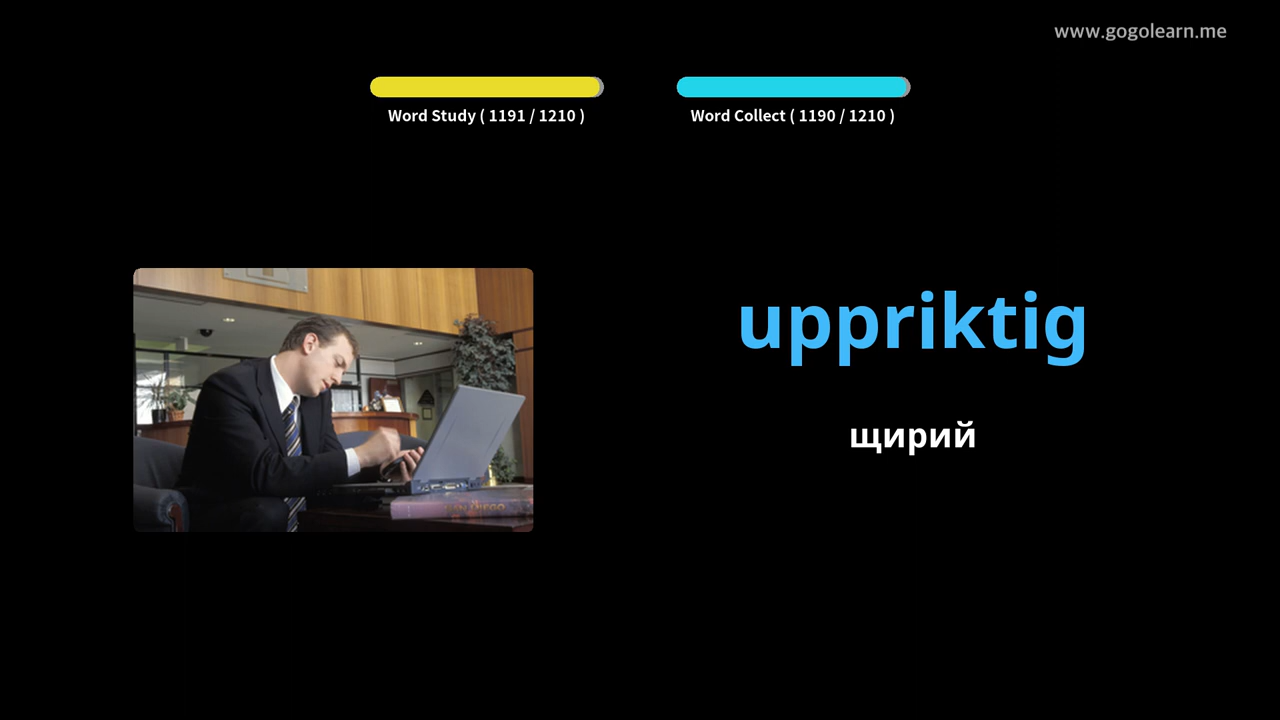 www.gogolearn.me
Word Study ( 1191 / 1210 )
Word Collect ( 1190 / 1210 )
uppriktig
щирий